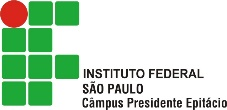 INSTITUTO FEDERAL
SÃO PAULO
Câmpus Presidente Epitácio